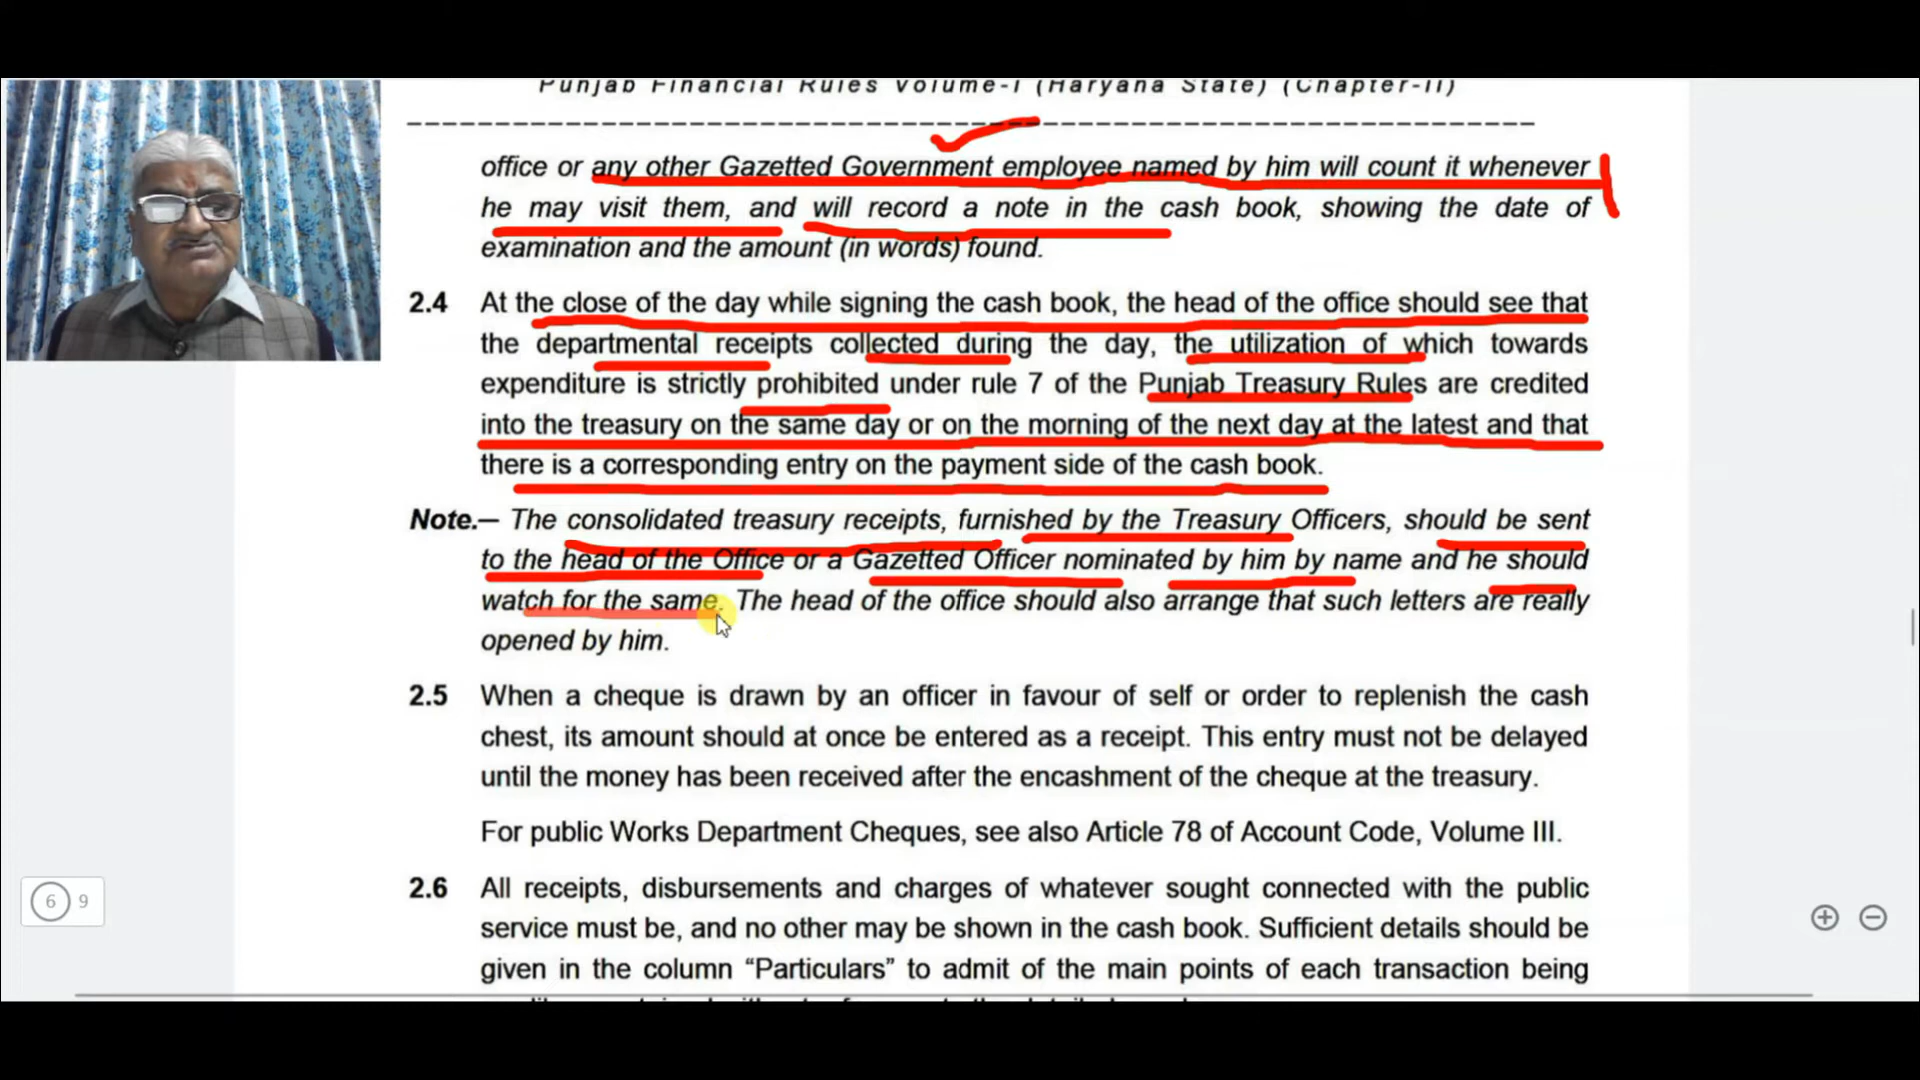 Punjab Financial Rules Volume-I (Haryana State) (Chapter-II)
office or any other Gazetted Government employee named by him will count it whenever
he may visit them, and will record a note in the cash book, showing the date of
examination and the amount (in words) found.
2.4 At the close of the day while signing the cash book, the head of the office should see that
the departmental receipts collected during the day, the utilization of which towards
expenditure is strictly prohibited under rule 7 of the Punjab Treasury Rules are credited
into the treasury on the same day or on the morning of the next day at the latest and that
there is a corresponding entry on the payment side of the cash book.
Note.— The consolidated treasury receipts, furnished by the Treasury Officers, should be sent
to the head of the Office or a Gazetted Officer nominated by him by name and he should
watch for the same. The head of the office should also arrange that such letters are really
opened by him.
2.5 When a cheque is drawn by an officer in favour of self or order to replenish the cash
chest, its amount should at once be entered as a receipt. This entry must not be delayed
until the money has been received after the encashment of the cheque at the treasury.
For public Works Department Cheques, see also Article 78 of Account Code, Volume III.
2.6 All receipts, disbursements and charges of whatever sought connected with the public
service must be, and no other may be shown in the cash book. Sufficient details should be
given in the column “Particulars” to admit of the main points of each transaction being
6 9